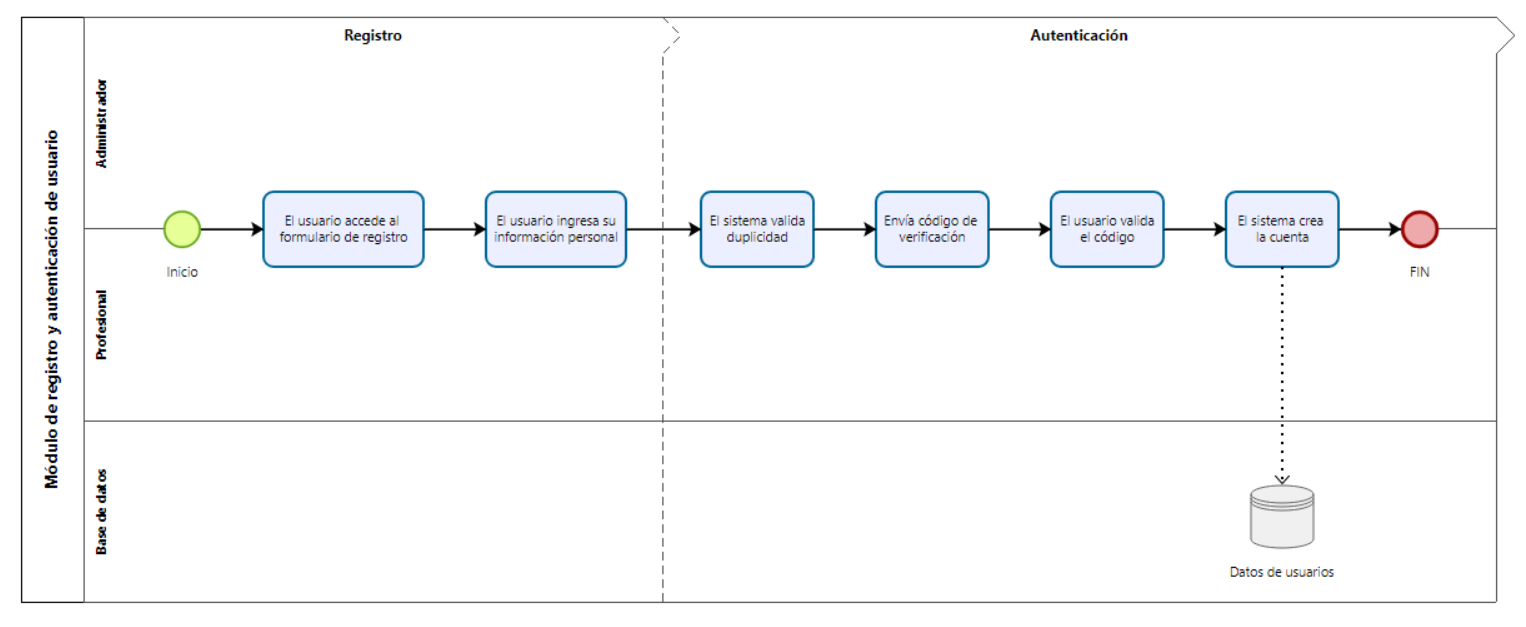 Módulo de registro y autenticación de usuario
Registro
Autenticación
Administrador
Profesional
Base de datos
Inicio
El usuario accede al
formulario de registro
El usuario ingresa su
información personal
El sistema valida
duplicidad
Envía código de
verificación
El usuario valida
el código
El sistema crea
la cuenta
FIN
Datos de usuarios